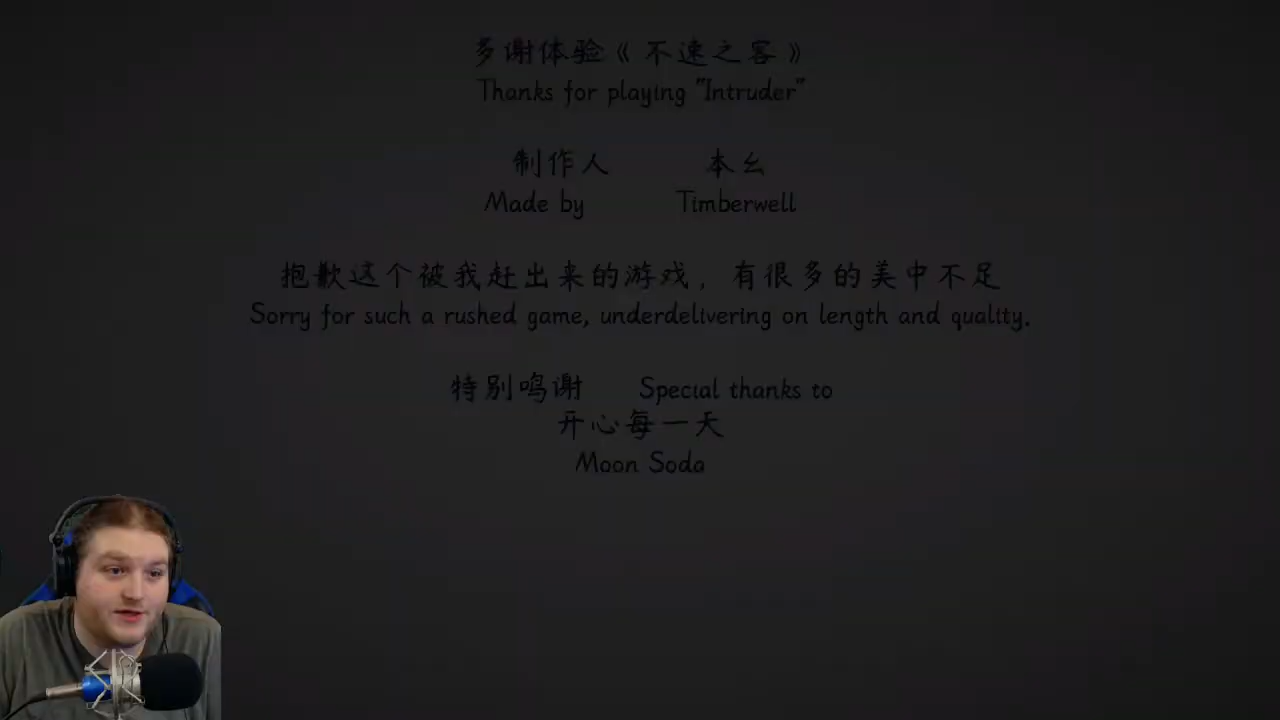 多谢体验《不速之客》
Thanks for playing "Intruder"
制作人 本幺
Made by Timberwell
抱歉这个被我赶出来的游戏，有很多的美中不足
Sorry for such a rushed game, underdelivering on length and quality.
特别鸣谢 Special thanks to
开心每一天
Moon Soda